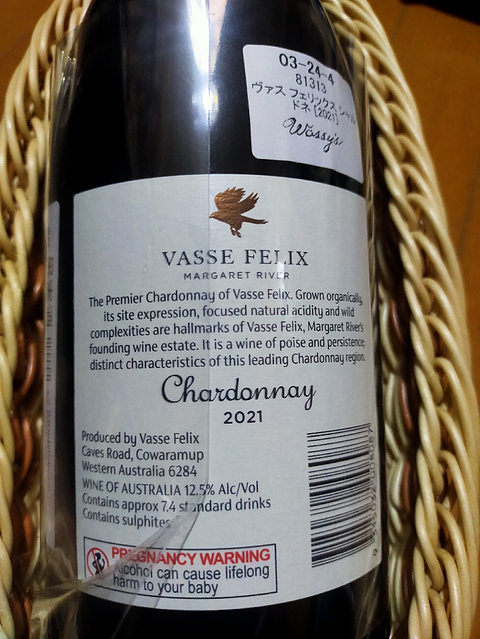 03-24-4
81313
ヴァス フェリックス シャル
ドネ [2021]
Wassy's
VASSE FELIX
MARGARET RIVER
The Premier Chardonnay of Vasse Felix. Grown organically,
its site expression, focused natural acidity and wild
complexities are hallmarks of Vasse Felix, Margaret River's
founding wine estate. It is a wine of poise and persistence;
distinct characteristics of this leading Chardonnay region.
Chardonnay
2021
Produced by Vasse Felix
Caves Road, Cowaramup
Western Australia 6284
WINE OF AUSTRALIA 12.5% Alc/Vol
Contains approx 7.4 standard drinks
Contains sulphites
PREGNANCY WARNING
Alcohol can cause lifelong
harm to your baby